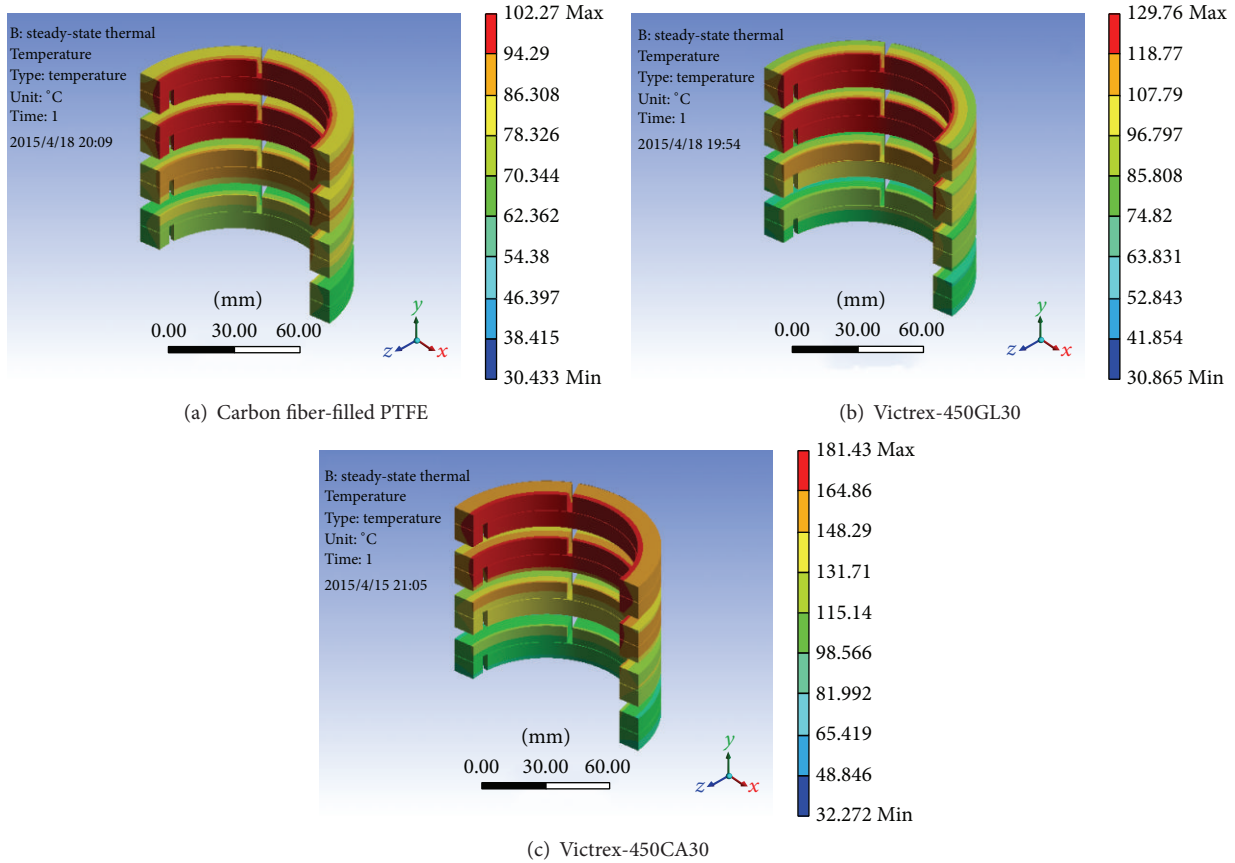 B: steady-state thermal
Temperature
Type: temperature
Unit: ˚C
Time: 1
2015/4/18 20:09
(mm)
0.00 30.00 60.00
y
z x
102.27 Max
94.29
86.308
78.326
70.344
62.362
54.38
46.397
38.415
30.433 Min
(a) Carbon fiber-filled PTFE
B: steady-state thermal
Temperature
Type: temperature
Unit: ˚C
Time: 1
2015/4/18 19:54
(mm)
0.00 30.00 60.00
y
z x
129.76 Max
118.77
107.79
96.797
85.808
74.82
63.831
52.843
41.854
30.865 Min
(b) Victrex-450GL30
B: steady-state thermal
Temperature
Type: temperature
Unit: ˚C
Time: 1
2015/4/15 21:05
(mm)
0.00 30.00 60.00
y
z x
181.43 Max
164.86
148.29
131.71
115.14
98.566
81.992
65.419
48.846
32.272 Min
(c) Victrex-450CA30